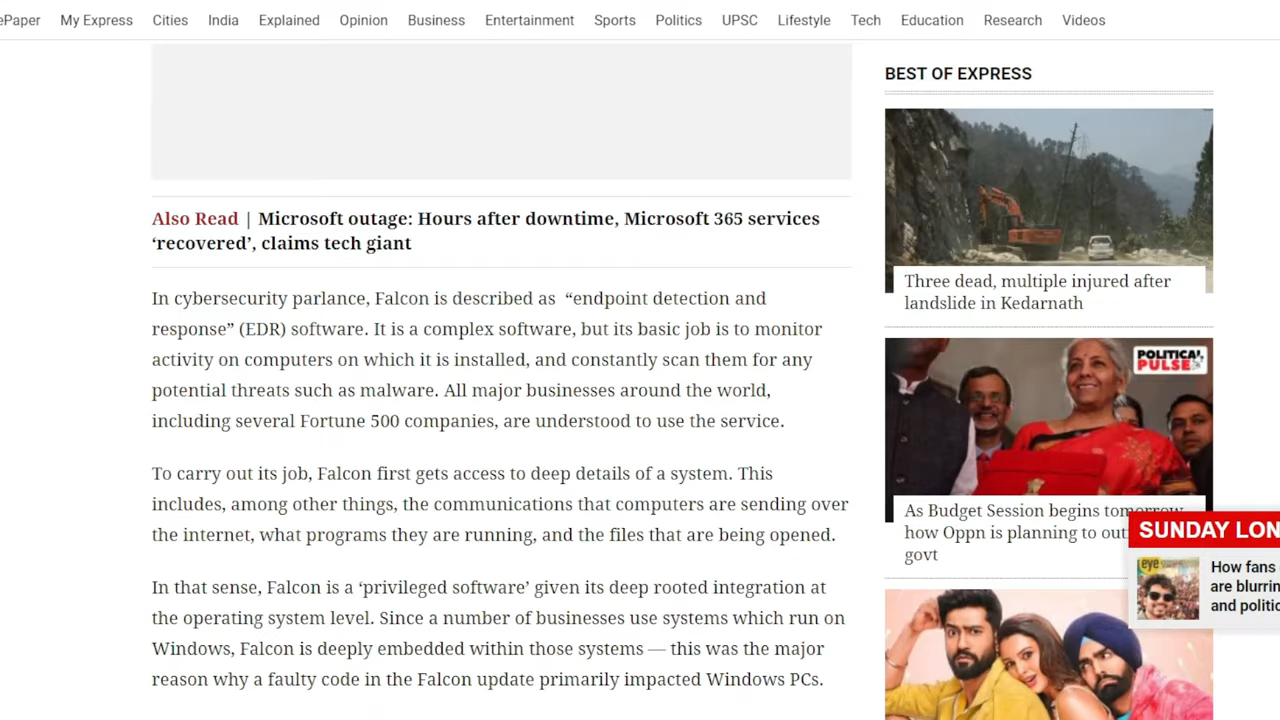 ePaper My Express Cities India Explained Opinion Business Entertainment Sports Politics UPSC Lifestyle Tech Education Research Videos
Also Read | Microsoft outage: Hours after downtime, Microsoft 365 services
‘recovered’, claims tech giant
In cybersecurity parlance, Falcon is described as “endpoint detection and
response” (EDR) software. It is a complex software, but its basic job is to monitor
activity on computers on which it is installed, and constantly scan them for any
potential threats such as malware. All major businesses around the world,
including several Fortune 500 companies, are understood to use the service.
To carry out its job, Falcon first gets access to deep details of a system. This
includes, among other things, the communications that computers are sending over
the internet, what programs they are running, and the files that are being opened.
In that sense, Falcon is a ‘privileged software’ given its deep rooted integration at
the operating system level. Since a number of businesses use systems which run on
Windows, Falcon is deeply embedded within those systems — this was the major
reason why a faulty code in the Falcon update primarily impacted Windows PCs.
BEST OF EXPRESS
Three dead, multiple injured after
landslide in Kedarnath
POLITICAL
PULSE
As Budget Session begins tomorrow,
how Oppn is planning to
govt
SUNDAY
eye
How fans
are
and